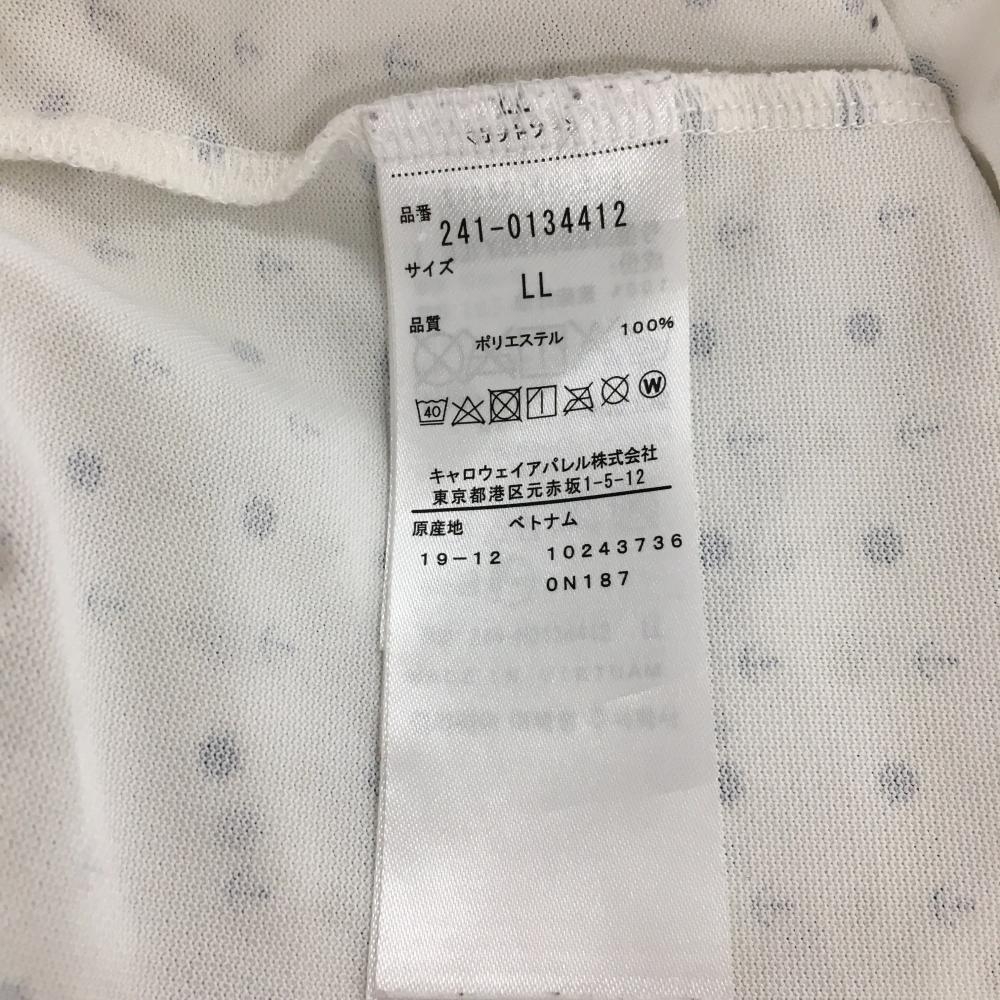 品番 241-0134412
サイズ LL
品質 ポリエステル 100%
40 W
キャロウェイアパレル株式会社
東京都港区元赤坂1-5-12
原産地 ベトナム
19-12 10243736
0N187